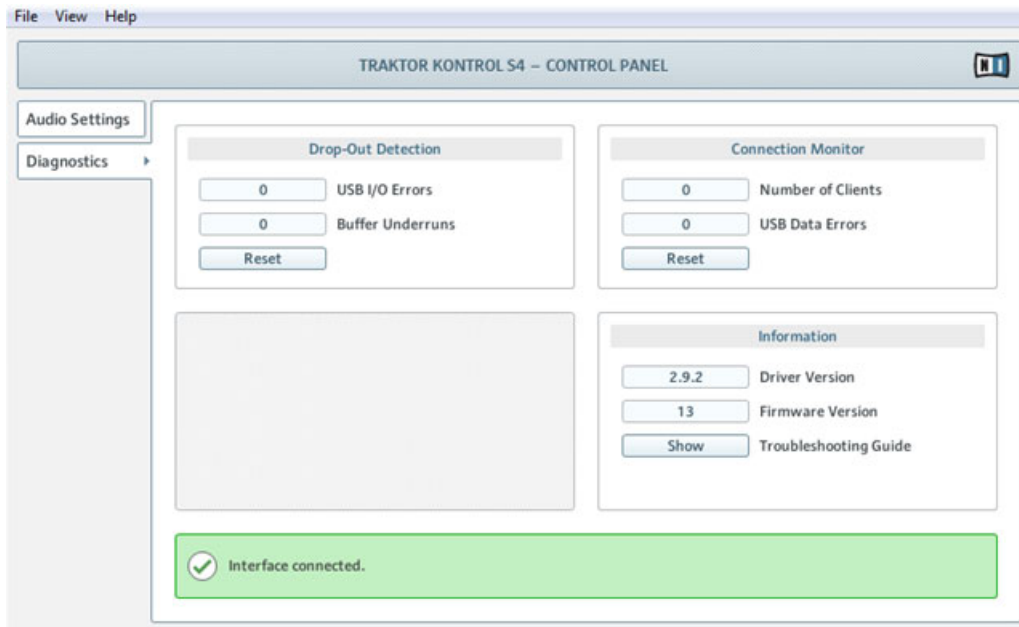 File View Help
TRAKTOR KONTROL S4 – CONTROL PANEL
NI
Audio Settings
Diagnostics
Drop-Out Detection
0 USB I/O Errors
0 Buffer Underruns
Reset
Connection Monitor
0 Number of Clients
0 USB Data Errors
Reset
Information
2.9.2 Driver Version
13 Firmware Version
Show Troubleshooting Guide
Interface connected.